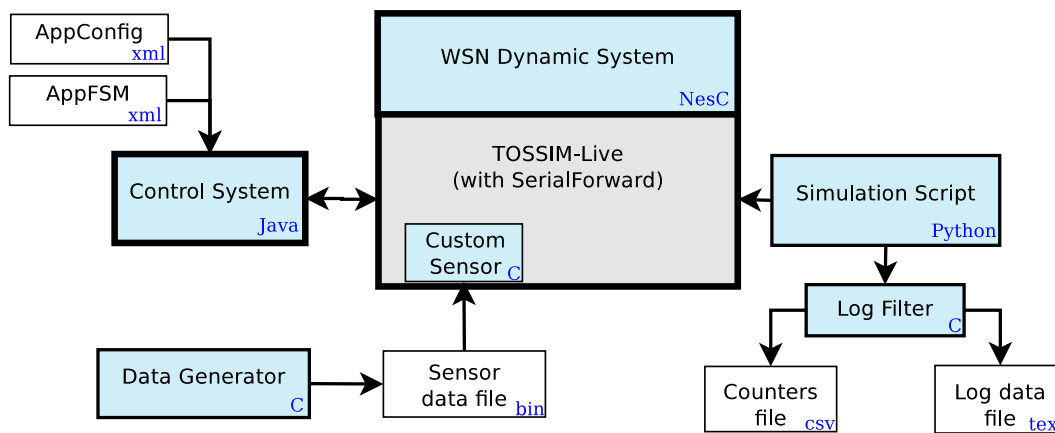 AppConfig
xml
AppFSM
xml
WSN Dynamic System
NesC
TOSSIM-Live
(with SerialForward)
Control System
Java
Simulation Script
Python
Custom
Sensor
C
Log Filter
C
Data Generator
C
Sensor
data file
bin
Counters
file
csv
Log data
file
tex